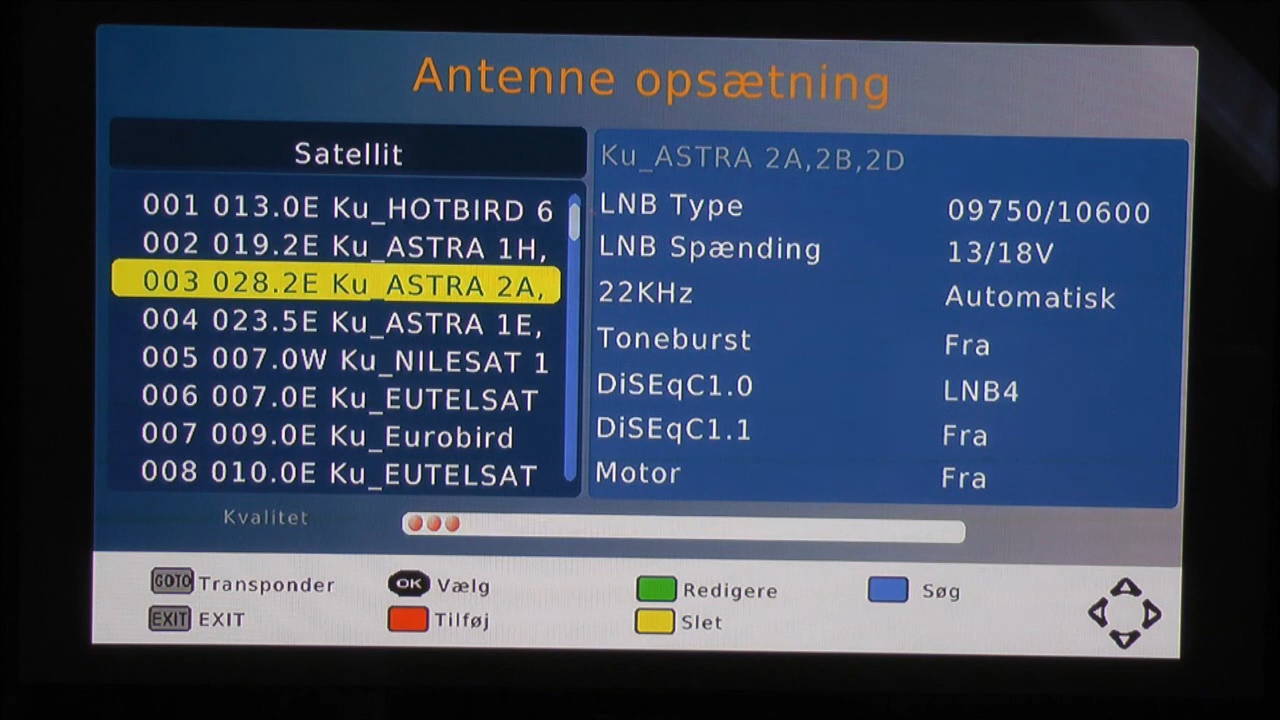 Antenne opsætning
Satellit
001 013.0E Ku_HOTBIRD 6
002 019.2E Ku_ASTRA 1H,
003 028.2E Ku_ASTRA 2A,
004 023.5E Ku_ASTRA 1E,
005 007.0W Ku_NILESAT 1
006 007.0E Ku_EUTELSAT
007 009.0E Ku_Eurobird
008 010.0E Ku_EUTELSAT
Ku_ASTRA 2A,2B,2D
LNB Type 09750/10600
LNB Spænding 13/18V
22KHz Automatisk
Toneburst Fra
DiSEqC1.0 LNB4
DiSEqC1.1 Fra
Motor Fra
Kvalitet
GOTO Transponder OK Vælg Redigere Søg
EXIT EXIT Tilføj Slet